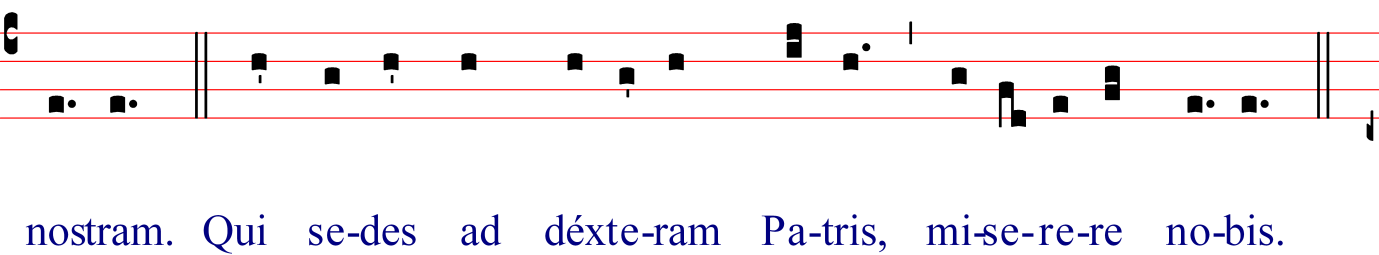 nostram. Qui se-des ad déxte-ram Pa-tris, mi-se-re-re no-bis.